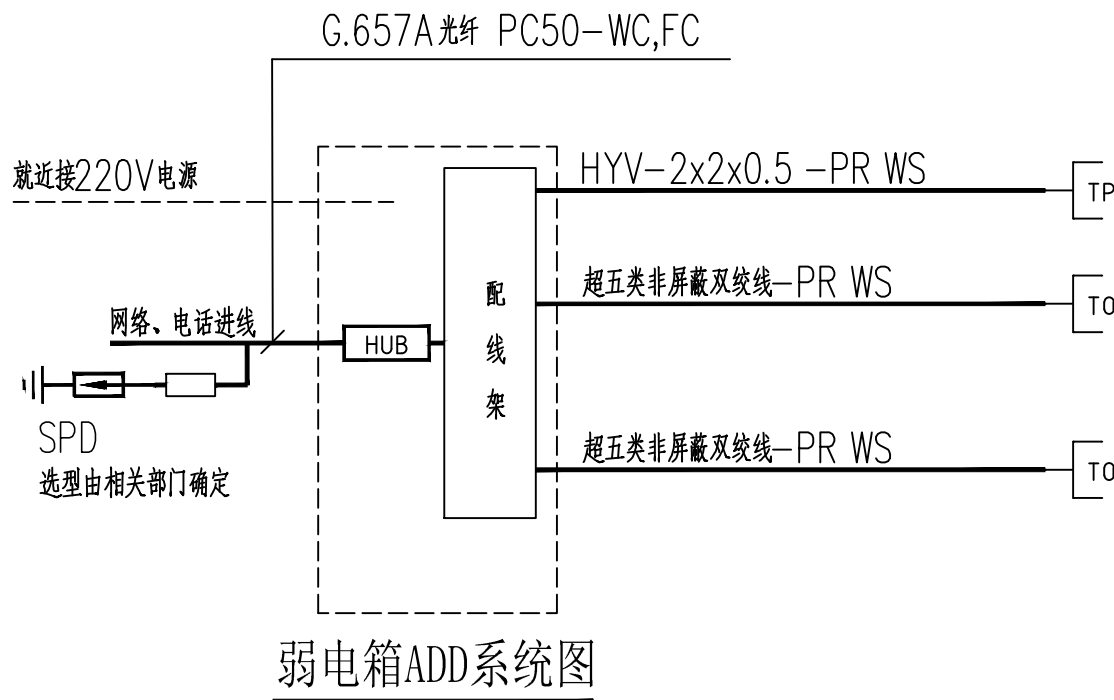 G.657A光纤 PC50-WC,FC
就近接220V电源
HYV-2x2x0.5 -PR WS
TP
超五类非屏蔽双绞线-PR WS
TO
网络、电话进线
HUB
配线架
SPD
选型由相关部门确定
超五类非屏蔽双绞线-PR WS
TO
弱电箱ADD系统图